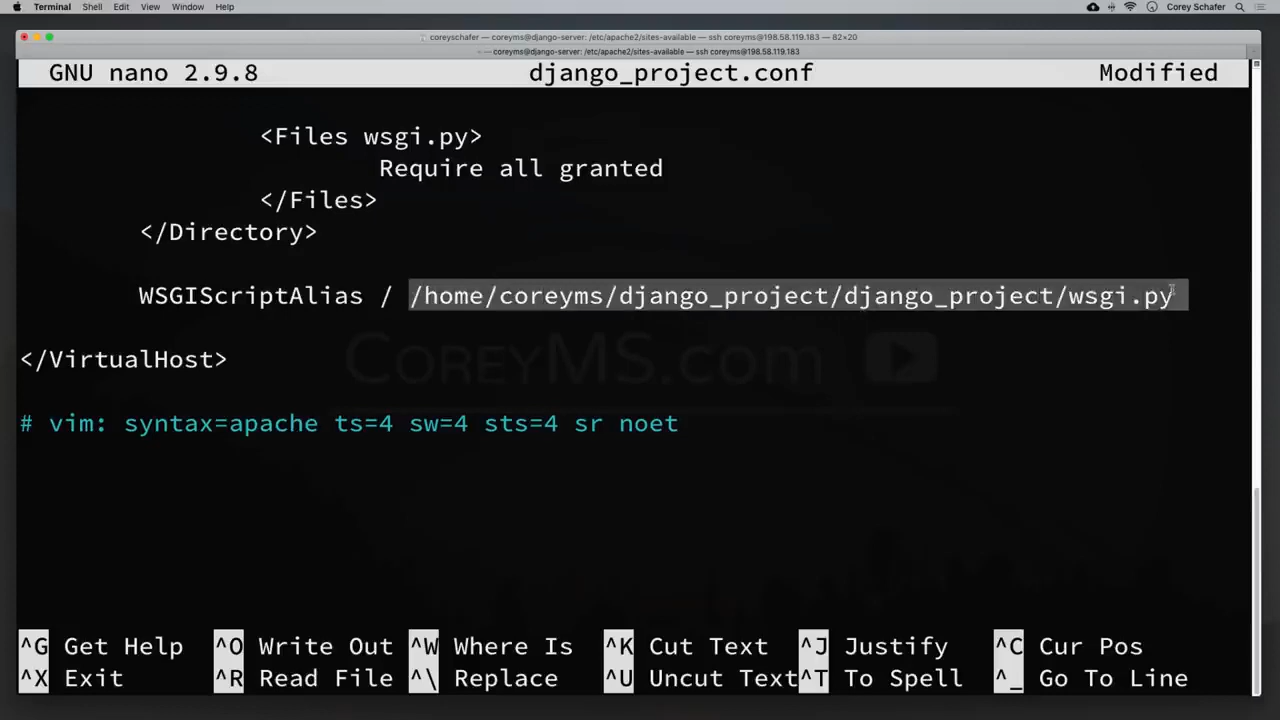 Terminal Shell Edit View Window Help Corey Schafer
coreyschafer — coreyms@django-server: /etc/apache2/sites-available — ssh coreyms@198.58.119.183 — 82×20
coreyms@django-server: /etc/apache2/sites-available — ssh coreyms@198.58.119.183
GNU nano 2.9.8 django_project.conf Modified
<Files wsgi.py>
Require all granted
</Files>
</Directory>
WSGIScriptAlias / /home/coreyms/django_project/django_project/wsgi.py
</VirtualHost>
CoreyMS.com
# vim: syntax=apache ts=4 sw=4 sts=4 sr noet
^G Get Help ^O Write Out ^W Where Is ^K Cut Text ^J Justify ^C Cur Pos
^X Exit ^R Read File ^\ Replace ^U Uncut Text ^T To Spell ^_ Go To Line